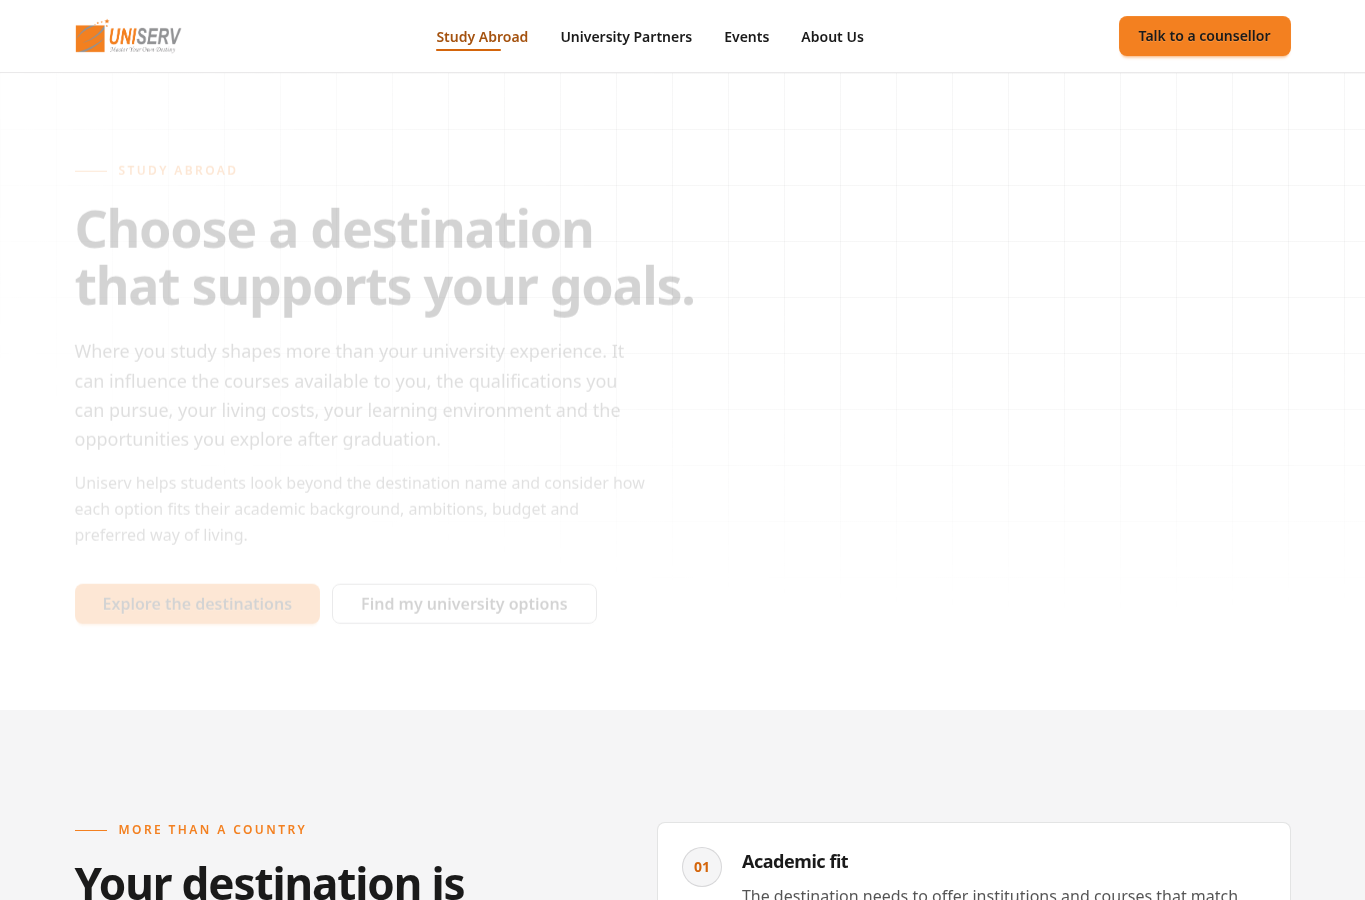 UNISERV
Master Your Own Destiny
Study Abroad
University Partners
Events
About Us
Talk to a counsellor
STUDY ABROAD
Choose a destination
that supports your goals.
Where you study shapes more than your university experience. It
can influence the courses available to you, the qualifications you
can pursue, your living costs, your learning environment and the
opportunities you explore after graduation.
Uniserv helps students look beyond the destination name and consider how
each option fits their academic background, ambitions, budget and
preferred way of living.
Explore the destinations
Find my university options
MORE THAN A COUNTRY
Your destination is
01
Academic fit
The destination needs to offer institutions and courses that match